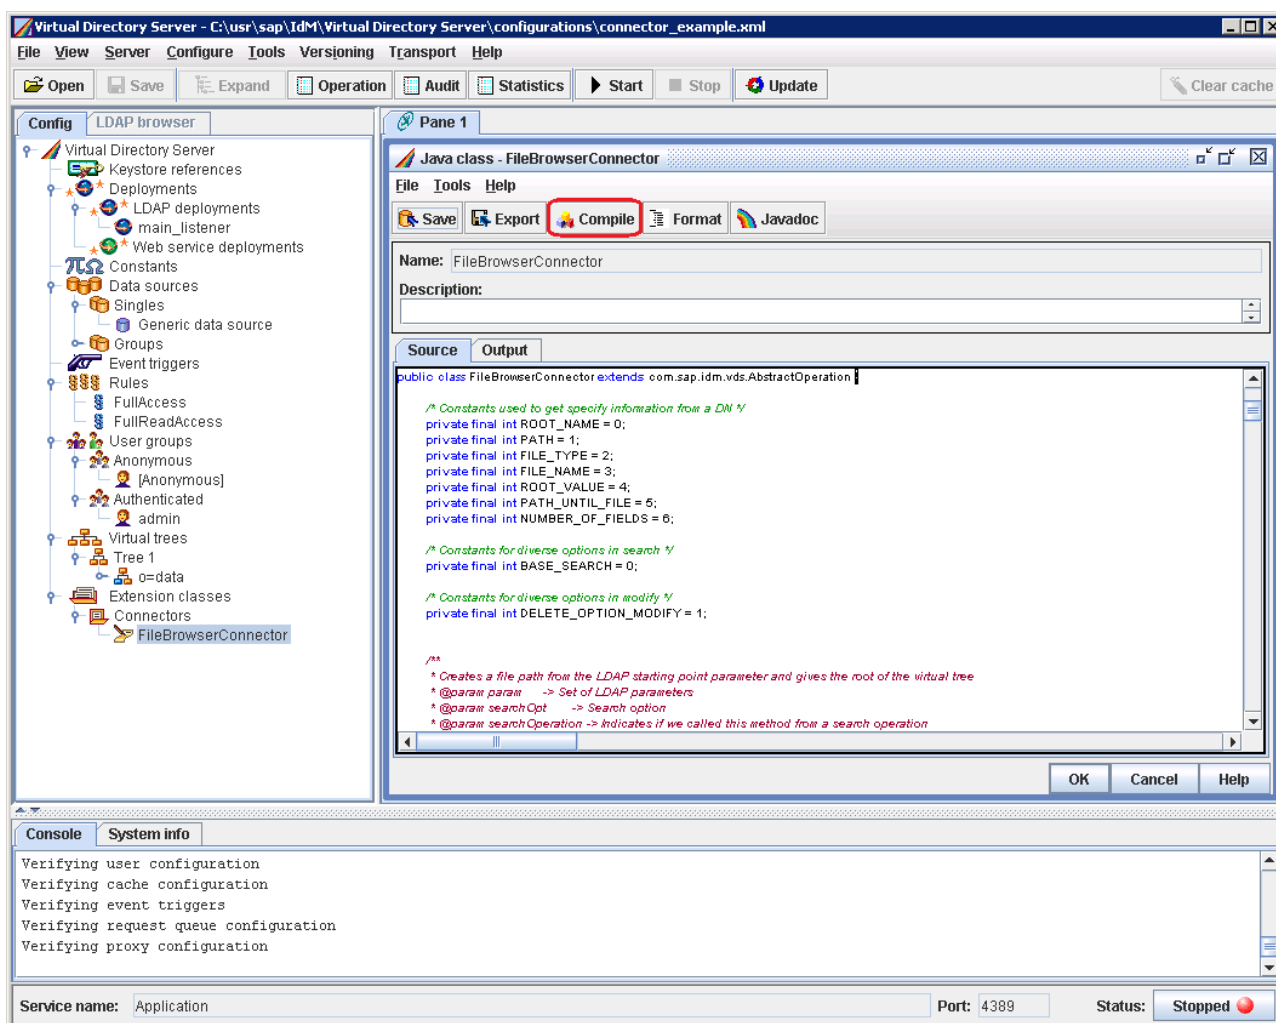 Virtual Directory Server - C:\usr\sap\IdM\Virtual Directory Server\configurations\connector_example.xml
File View Server Configure Tools Versioning Transport Help
Open Save Expand Operation Audit Statistics Start Stop Update Clear cache
Config LDAP browser
Virtual Directory Server
Keystore references
Deployments
LDAP deployments
main_listener
Web service deployments
πΩ Constants
Data sources
Singles
Generic data source
Groups
Event triggers
Rules
FullAccess
FullReadAccess
User groups
Anonymous
[Anonymous]
Authenticated
admin
Virtual trees
Tree 1
o=data
Extension classes
Connectors
FileBrowserConnector
Pane 1
Java class - FileBrowserConnector
File Tools Help
Save Export Compile Format Javadoc
Name: FileBrowserConnector
Description:
Source Output
public class FileBrowserConnector extends com.sap.idm.vds.AbstractOperation {
/* Constants used to get specify information from a DN */
private final int ROOT_NAME = 0;
private final int PATH = 1;
private final int FILE_TYPE = 2;
private final int FILE_NAME = 3;
private final int ROOT_VALUE = 4;
private final int PATH_UNTIL_FILE = 5;
private final int NUMBER_OF_FIELDS = 6;
/* Constants for diverse options in search */
private final int BASE_SEARCH = 0;
/* Constants for diverse options in modify */
private final int DELETE_OPTION_MODIFY = 1;
/**
* Creates a file path from the LDAP starting point parameter and gives the root of the virtual tree
* @param param -> Set of LDAP parameters
* @param searchOpt -> Search option
* @param searchOperation -> Indicates if we called this method from a search operation
OK Cancel Help
Console System info
Verifying user configuration
Verifying cache configuration
Verifying event triggers
Verifying request queue configuration
Verifying proxy configuration
Service name: Application Port: 4389 Status: Stopped